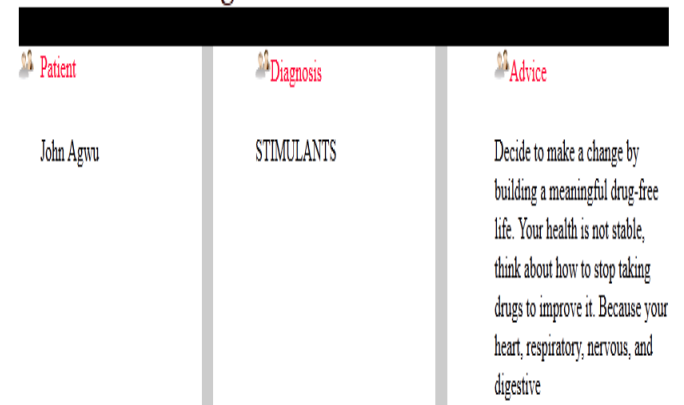 Patient
Diagnosis
Advice
John Agwu
STIMULANTS
Decide to make a change by
building a meaningful drug-free
life. Your health is not stable,
think about how to stop taking
drugs to improve it. Because your
heart, respiratory, nervous, and
digestive